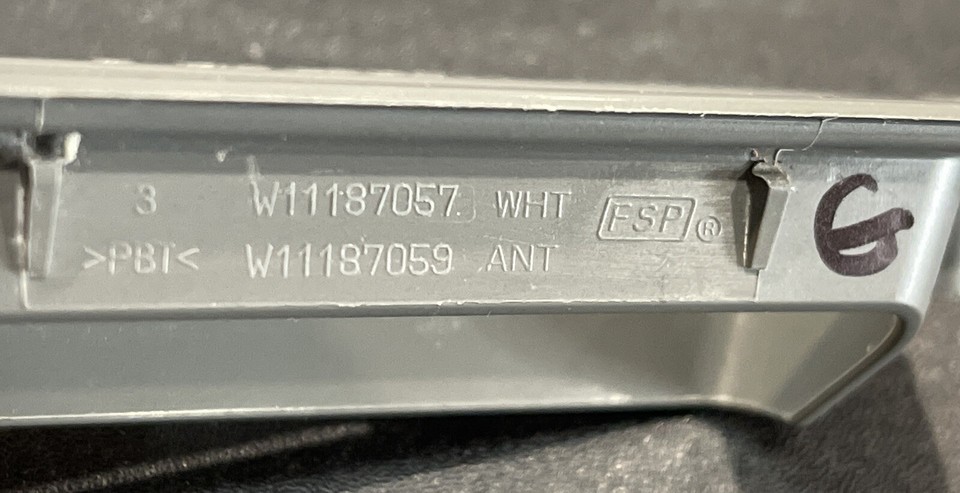 3 W11187057 WHT FSP®
>PBT< W11187059 ANT
G